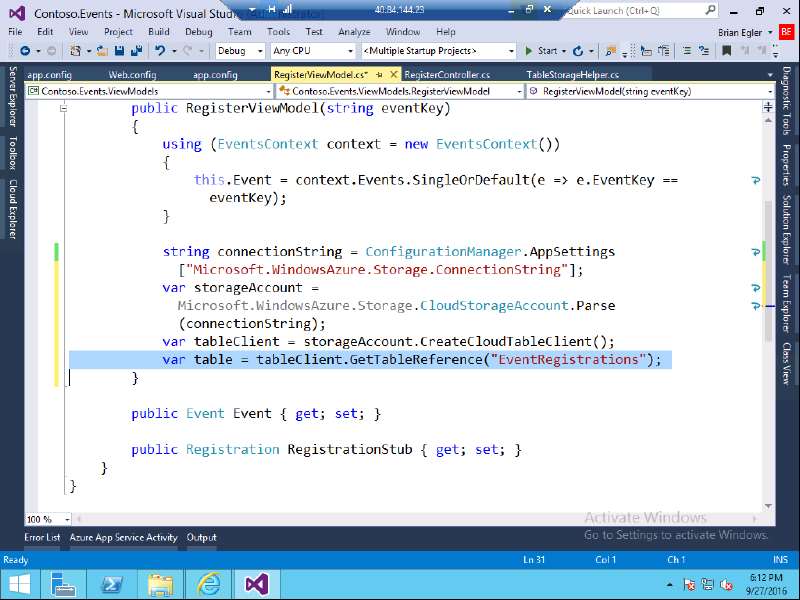 Contoso.Events - Microsoft Visual Stud
40.84.144.23
Quick Launch (Ctrl+Q)
File Edit View Project Build Debug Team Tools Test Analyze Window Help
Brian Egler BE
Debug Any CPU <Multiple Startup Projects> Start
app.config Web.config app.config RegisterViewModel.cs* RegisterController.cs TableStorageHelper.cs
Contoso.Events.ViewModels Contoso.Events.ViewModels.RegisterViewModel RegisterViewModel(string eventKey)
Server Explorer
Toolbox
Cloud Explorer
public RegisterViewModel(string eventKey)
{
using (EventsContext context = new EventsContext())
{
this.Event = context.Events.SingleOrDefault(e => e.EventKey ==
eventKey);
}
string connectionString = ConfigurationManager.AppSettings
["Microsoft.WindowsAzure.Storage.ConnectionString"];
var storageAccount =
Microsoft.WindowsAzure.Storage.CloudStorageAccount.Parse
(connectionString);
var tableClient = storageAccount.CreateCloudTableClient();
var table = tableClient.GetTableReference("EventRegistrations");
}
public Event Event { get; set; }
public Registration RegistrationStub { get; set; }
}
}
Diagnostic Tools
Properties
Solution Explorer
Team Explorer
Class View
100 %
Activate Windows
Go to Settings to activate Windows.
Error List Azure App Service Activity Output
Ready Ln 31 Col 1 Ch 1 INS
6:12 PM
9/27/2016